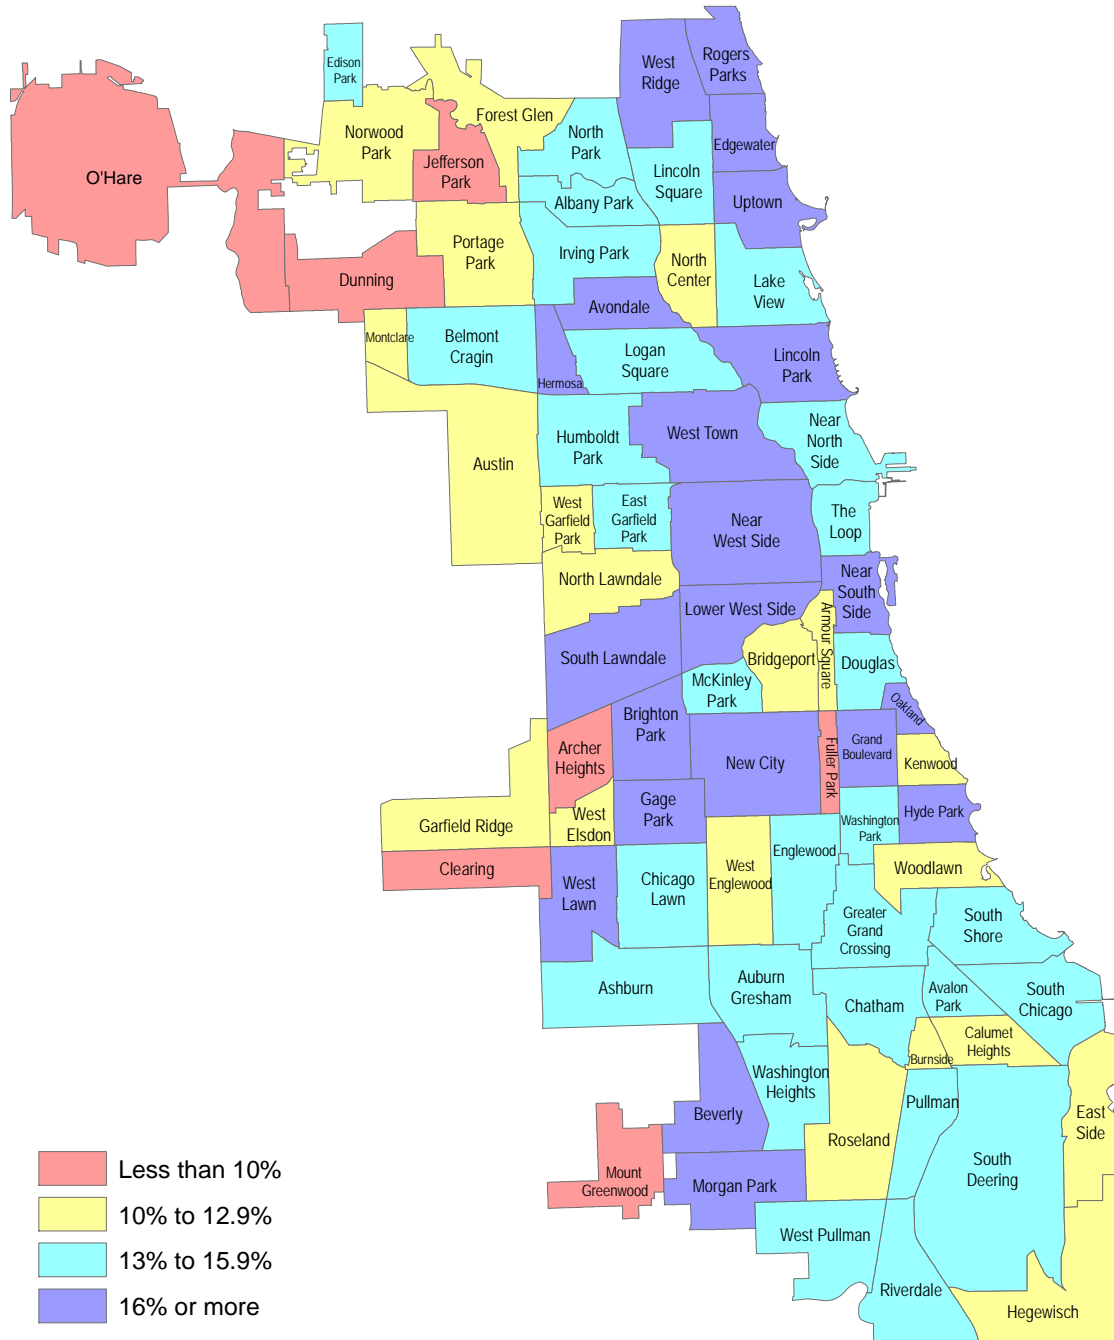 Edison
Park
West
Ridge
Rogers
Parks
Forest Glen
Norwood
Park
North
Park
Jefferson
Park
Edgewater
O'Hare
Lincoln
Square
Albany Park
Uptown
Portage
Park
Irving Park
North
Center
Dunning
Lake
View
Avondale
Montclare
Belmont
Cragin
Logan
Square
Lincoln
Park
Hermosa
West Town
Near
North
Side
Humboldt
Park
Austin
West
Garfield
Park
East
Garfield
Park
The
Loop
Near
West Side
North Lawndale
Near
South
Side
Lower West Side
Armour Square
South Lawndale
Bridgeport
Douglas
McKinley
Park
Oakland
Brighton
Park
Archer
Heights
New City
Fuller Park
Grand
Boulevard
Kenwood
Gage
Park
West
Elsdon
Garfield Ridge
Washington
Park
Hyde Park
Englewood
Clearing
West
Lawn
Chicago
Lawn
West
Englewood
Woodlawn
Greater
Grand
Crossing
South
Shore
Ashburn
Auburn
Gresham
Chatham
Avalon
Park
South
Chicago
Calumet
Heights
Burnside
Washington
Heights
Beverly
Pullman
East
Side
Roseland
South
Deering
Mount
Greenwood
Morgan Park
West Pullman
Riverdale
Hegewisch
Less than 10%
10% to 12.9%
13% to 15.9%
16% or more